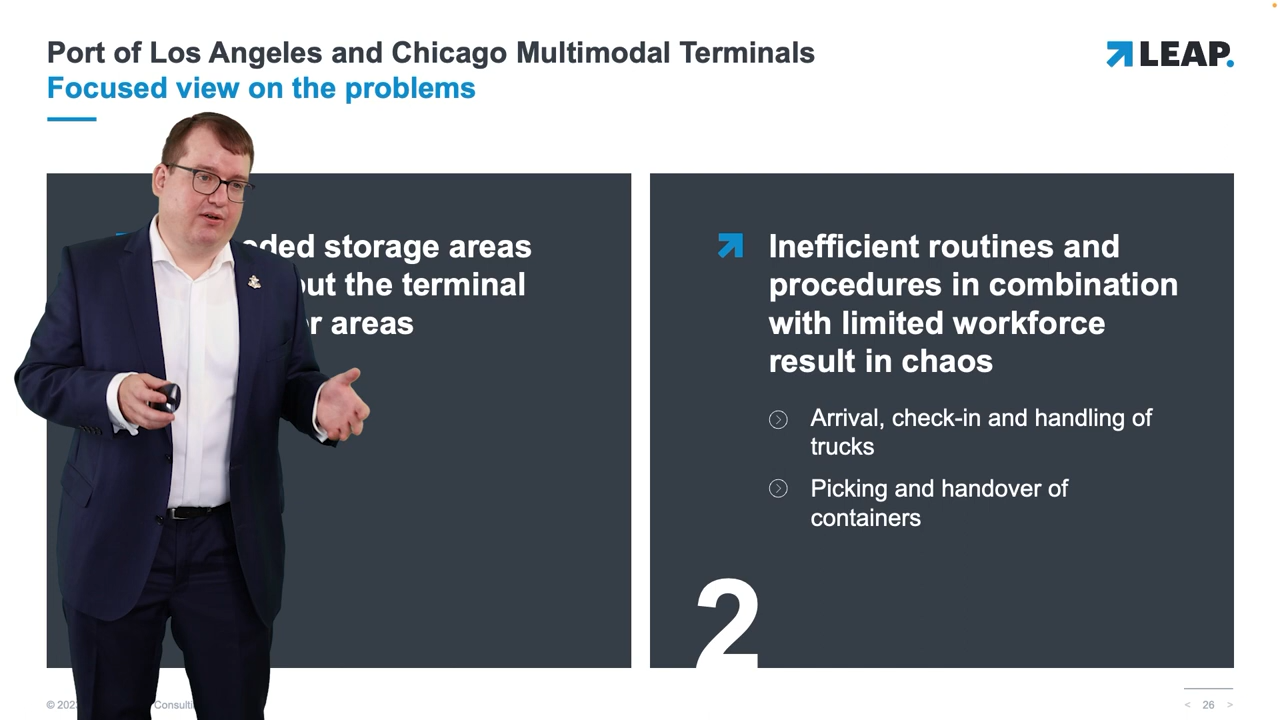 Port of Los Angeles and Chicago Multimodal Terminals
Focused view on the problems
LEAP.
storage areas
the terminal
areas
Inefficient routines and
procedures in combination
with limited workforce
result in chaos
Arrival, check-in and handling of
trucks
Picking and handover of
containers
2
©
< 26 >